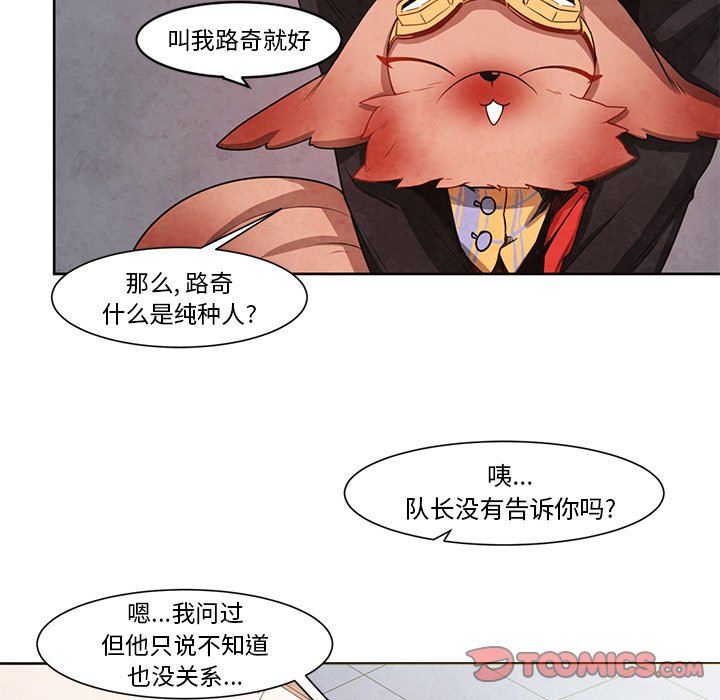 叫我路奇就好
那么, 路奇
什么是纯种人?
咦...
队长没有告诉你吗?
嗯...我问过
但他只说不知道
也没关系...
TOOMICS.COM